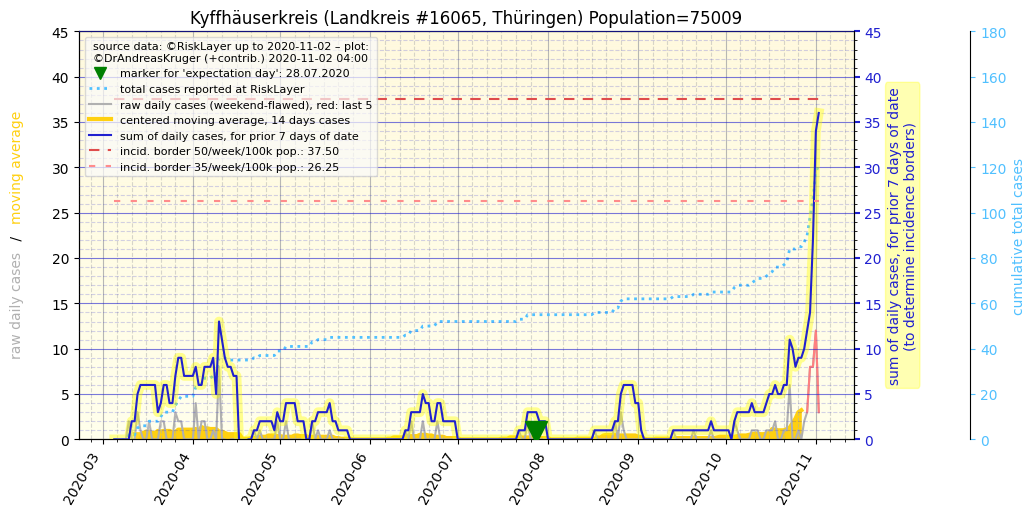 Kyffhäuserkreis (Landkreis #16065, Thüringen) Population=75009
source data: ©RiskLayer up to 2020-11-02 – plot:
©DrAndreasKruger (+contrib.) 2020-11-02 04:00
marker for 'expectation day': 28.07.2020
total cases reported at RiskLayer
raw daily cases (weekend-flawed), red: last 5
centered moving average, 14 days cases
sum of daily cases, for prior 7 days of date
incid. border 50/week/100k pop.: 37.50
incid. border 35/week/100k pop.: 26.25
raw daily cases / moving average
45
40
35
30
25
20
15
10
5
0
2020-03
2020-04
2020-05
2020-06
2020-07
2020-08
2020-09
2020-10
2020-11
45
40
35
30
25
20
15
10
5
0
sum of daily cases, for prior 7 days of date
(to determine incidence borders)
180
160
140
120
100
80
60
40
20
0
cumulative total cases